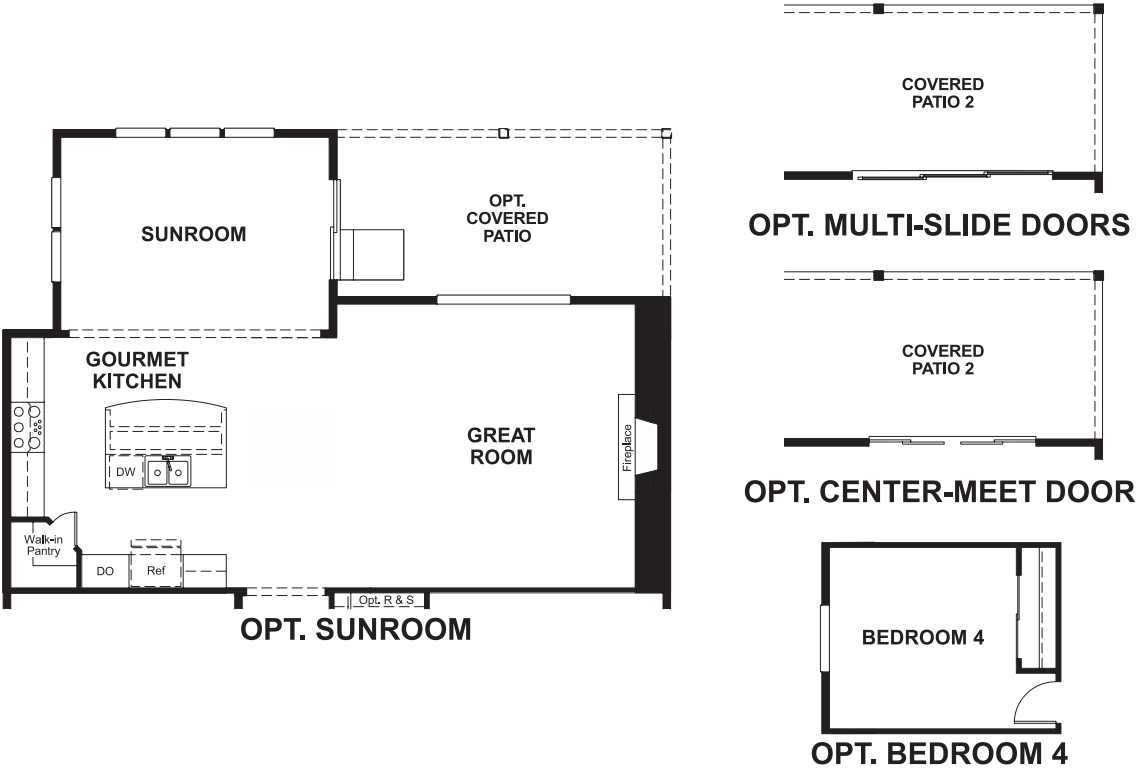 SUNROOM
OPT.
COVERED
PATIO
GOURMET
KITCHEN
GREAT
ROOM
Fireplace
DW
Walk-in
Pantry
DO
Ref
Opt. R & S
OPT. SUNROOM
COVERED
PATIO 2
OPT. MULTI-SLIDE DOORS
COVERED
PATIO 2
OPT. CENTER-MEET DOOR
BEDROOM 4
OPT. BEDROOM 4